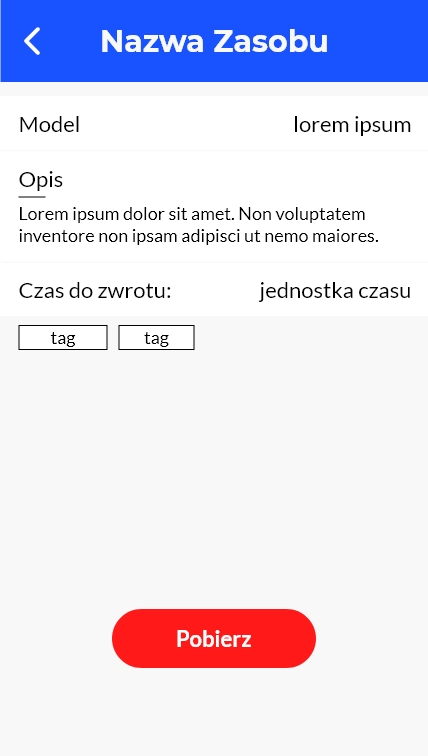 Nazwa Zasobu
Model lorem ipsum
Opis
Lorem ipsum dolor sit amet. Non voluptatem
inventore non ipsam adipisci ut nemo maiores.
Czas do zwrotu: jednostka czasu
tag tag
Pobierz